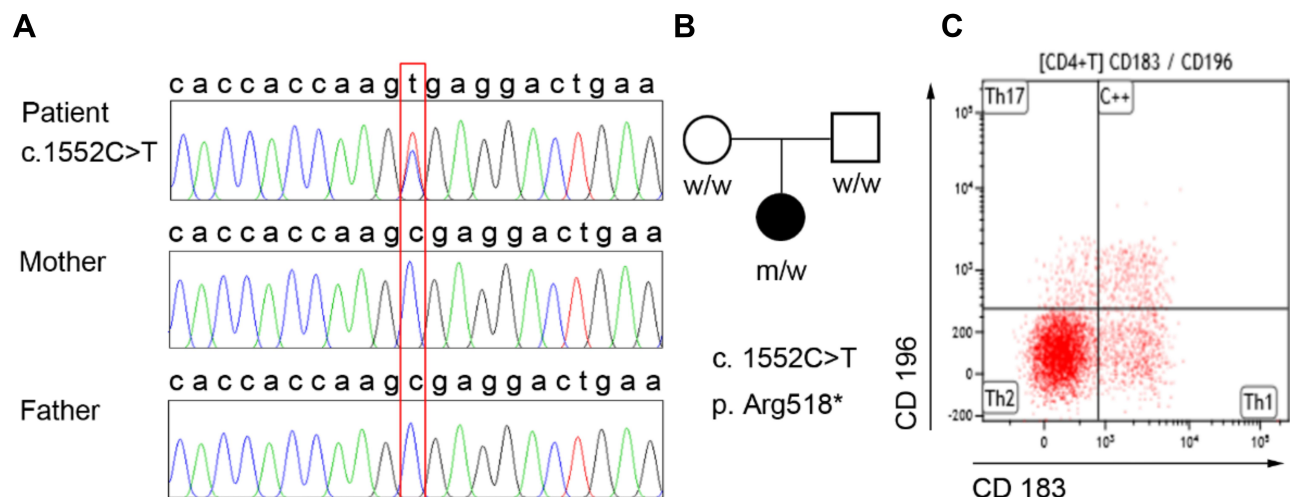 A
B
C
c a c c a c c a a g t g a g g a c t g a a
Patient
c.1552C>T
c a c c a c c a a g c g a g g a c t g a a
Mother
c a c c a c c a a g c g a g g a c t g a a
Father
w/w
w/w
m/w
c. 1552C>T
p. Arg518*
[CD4+T] CD183 / CD196
Th17
C++
Th2
Th1
10⁵
10⁴
10³
200
0
-200
0
10³
10⁴
10⁵
CD 196
CD 183